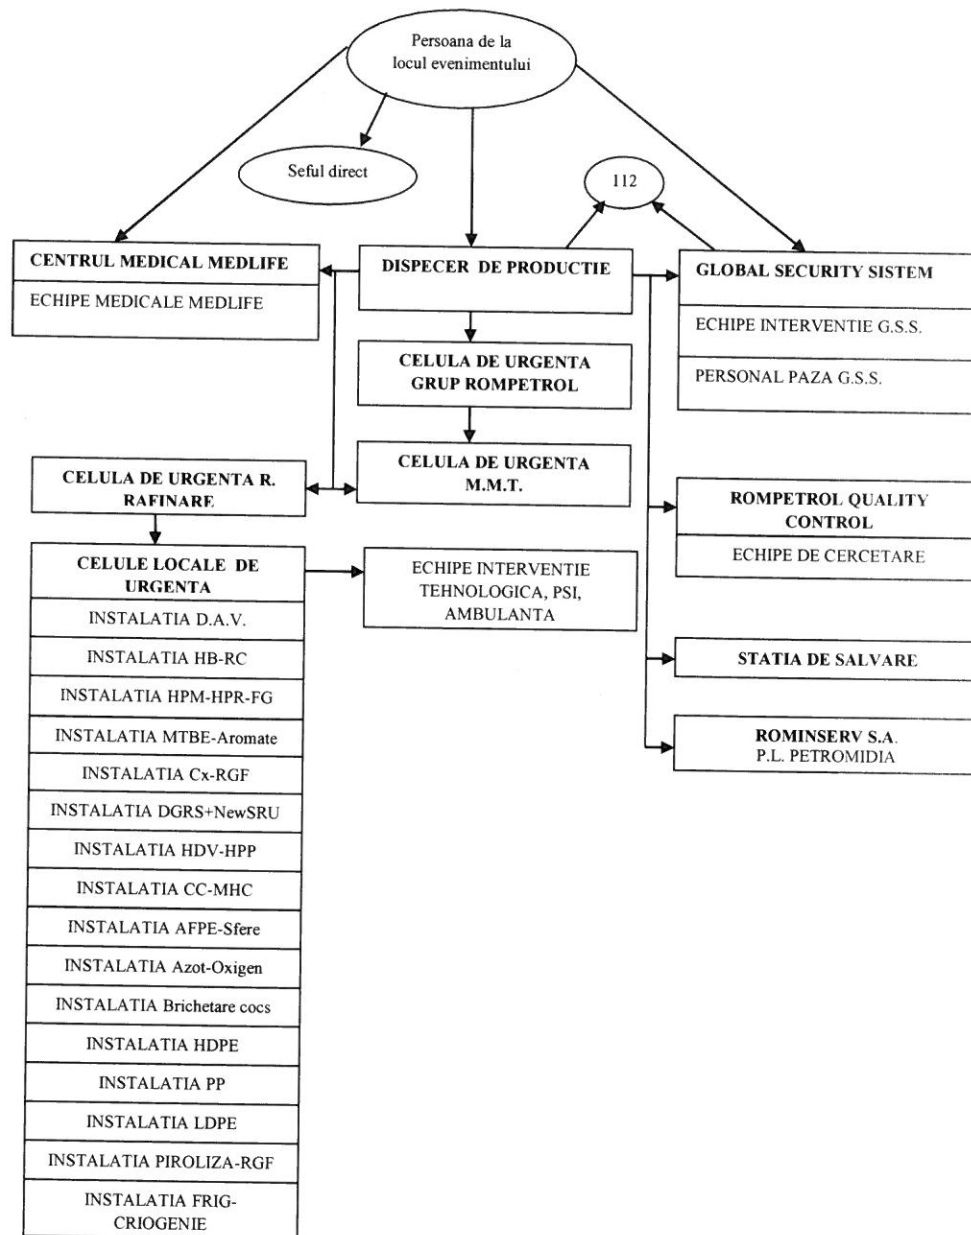 Persoana de la
locul evenimentului
Seful direct
112
CENTRUL MEDICAL MEDLIFE
ECHIPE MEDICALE MEDLIFE
DISPECER DE PRODUCTIE
GLOBAL SECURITY SISTEM
ECHIPE INTERVENTIE G.S.S.
PERSONAL PAZA G.S.S.
CELULA DE URGENTA
GRUP ROMPETROL
CELULA DE URGENTA
M.M.T.
CELULA DE URGENTA R.
RAFINARE
ROMPETROL QUALITY
CONTROL
ECHIPE DE CERCETARE
CELULE LOCALE DE
URGENTA
ECHIPE INTERVENTIE
TEHNOLOGICA, PSI,
AMBULANTA
INSTALATIA D.A.V.
INSTALATIA HB-RC
INSTALATIA HPM-HPR-FG
INSTALATIA MTBE-Aromate
INSTALATIA Cx-RGF
INSTALATIA DGRS+NewSRU
INSTALATIA HDV-HPP
INSTALATIA CC-MHC
INSTALATIA AFPE-Sfere
INSTALATIA Azot-Oxigen
INSTALATIA Brichetare cocs
INSTALATIA HDPE
INSTALATIA PP
INSTALATIA LDPE
INSTALATIA PIROLIZA-RGF
INSTALATIA FRIG-
CRIOGENIE
STATIA DE SALVARE
ROMINSERV S.A.
P.L. PETROMIDIA